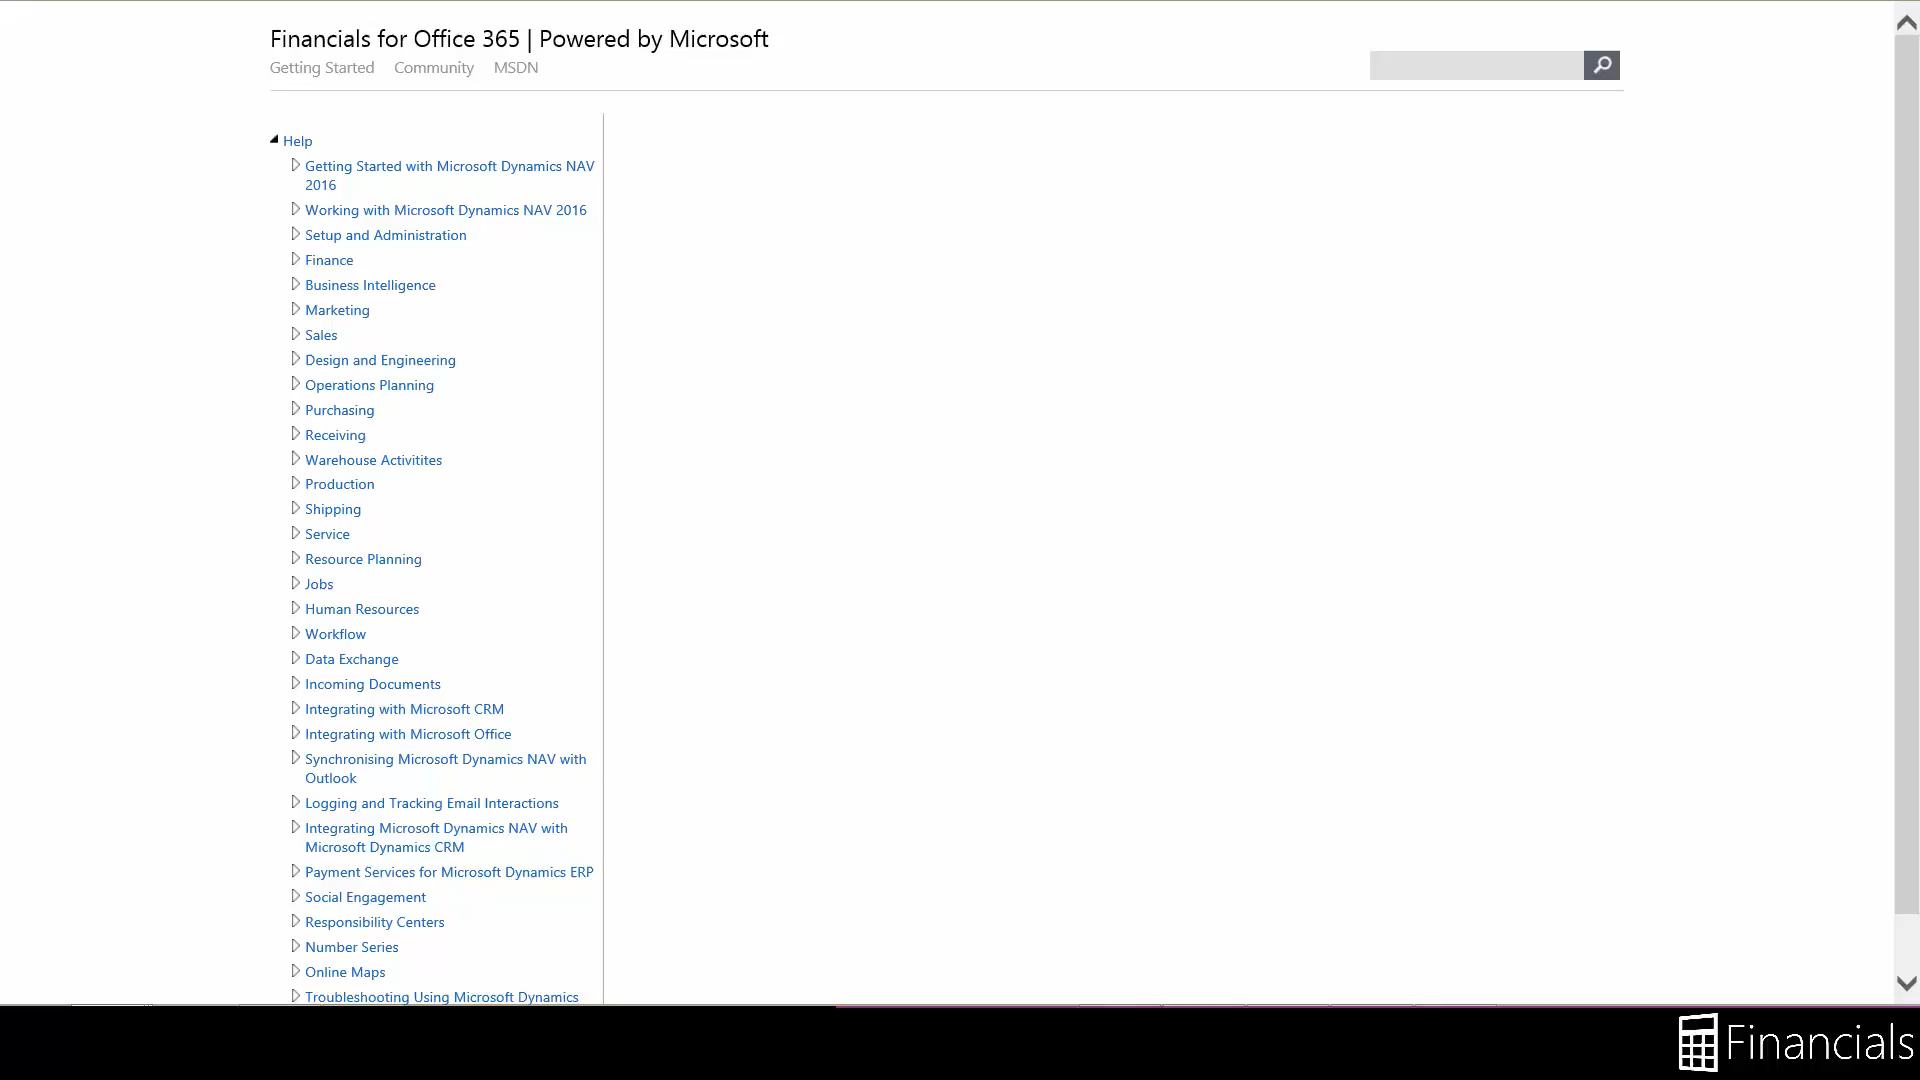 Financials for Office 365 | Powered by Microsoft
Getting Started Community MSDN
Help
Getting Started with Microsoft Dynamics NAV
2016
Working with Microsoft Dynamics NAV 2016
Setup and Administration
Finance
Business Intelligence
Marketing
Sales
Design and Engineering
Operations Planning
Purchasing
Receiving
Warehouse Activitites
Production
Shipping
Service
Resource Planning
Jobs
Human Resources
Workflow
Data Exchange
Incoming Documents
Integrating with Microsoft CRM
Integrating with Microsoft Office
Synchronising Microsoft Dynamics NAV with
Outlook
Logging and Tracking Email Interactions
Integrating Microsoft Dynamics NAV with
Microsoft Dynamics CRM
Payment Services for Microsoft Dynamics ERP
Social Engagement
Responsibility Centers
Number Series
Online Maps
Troubleshooting Using Microsoft Dynamics
Financials